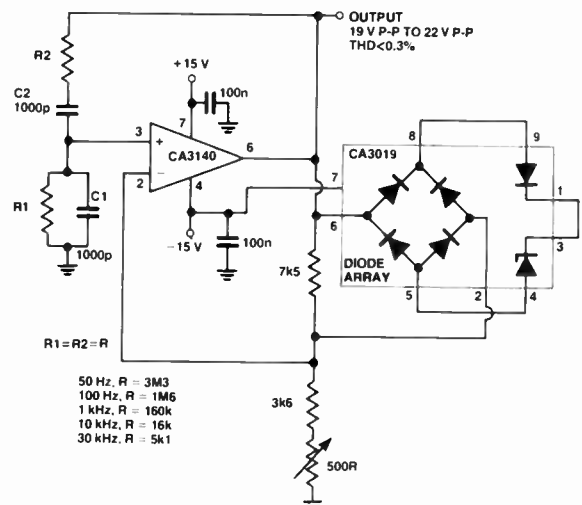 OUTPUT
19 V P-P TO 22 V P-P
THD<0.3%
R2
+15 V
C2
1000p
100n
7
3
+
CA3140
6
2
−
4
8
9
CA3019
7
1
R1
C1
6
3
1000p
−15 V
100n
DIODE
ARRAY
5
2
4
7k5
R1=R2=R
50 Hz, R = 3M3
100 Hz, R = 1M6
1 kHz, R = 160k
10 kHz, R = 16k
30 kHz, R = 5k1
3k6
500R